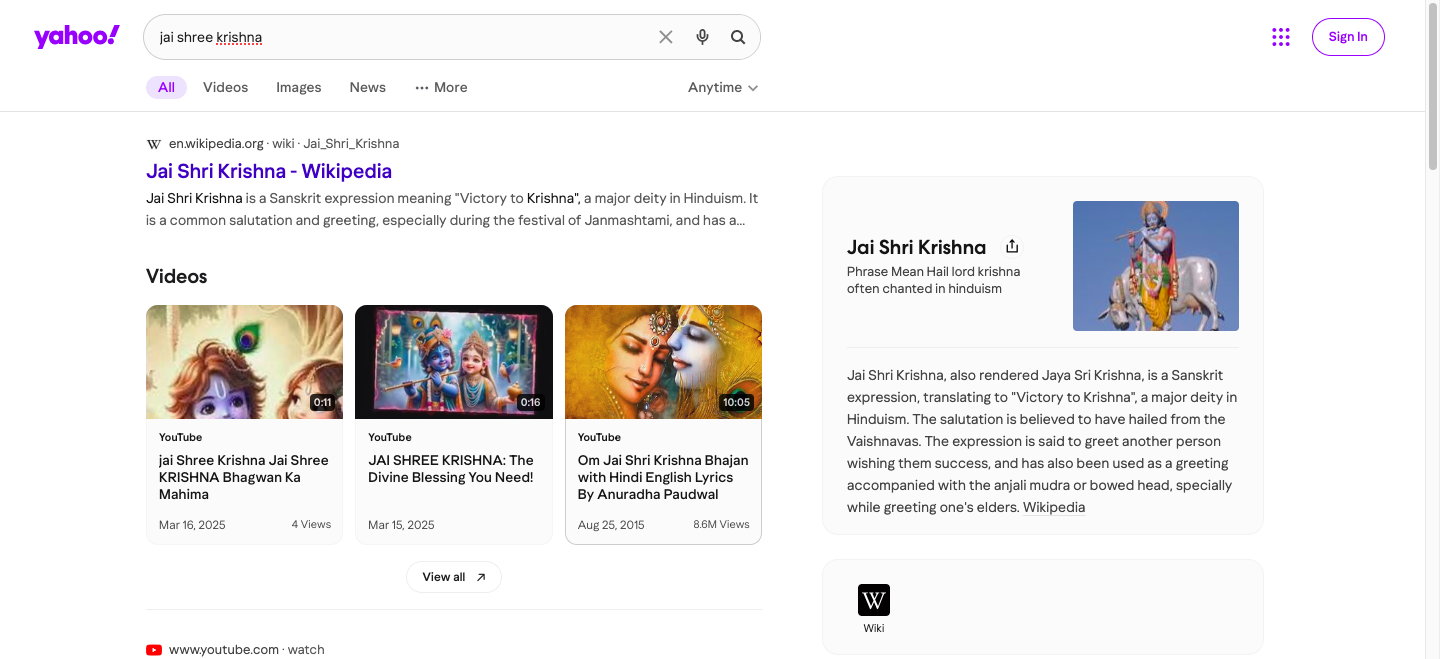 yahoo!
jai shree krishna
Sign In
All
Videos
Images
News
More
Anytime
en.wikipedia.org · wiki · Jai_Shri_Krishna
Jai Shri Krishna - Wikipedia
Jai Shri Krishna is a Sanskrit expression meaning "Victory to Krishna", a major deity in Hinduism. It
is a common salutation and greeting, especially during the festival of Janmashtami, and has a...
Videos
0:11
YouTube
jai Shree Krishna Jai Shree
KRISHNA Bhagwan Ka
Mahima
Mar 16, 2025
4 Views
0:16
YouTube
JAI SHREE KRISHNA: The
Divine Blessing You Need!
Mar 15, 2025
10:05
YouTube
Om Jai Shri Krishna Bhajan
with Hindi English Lyrics
By Anuradha Paudwal
Aug 25, 2015
8.6M Views
View all
W www.youtube.com · watch
Jai Shri Krishna
Phrase Mean Hail lord krishna
often chanted in hinduism
Jai Shri Krishna, also rendered Jaya Sri Krishna, is a Sanskrit
expression, translating to "Victory to Krishna", a major deity in
Hinduism. The salutation is believed to have hailed from the
Vaishnavas. The expression is said to greet another person
wishing them success, and has also been used as a greeting
accompanied with the anjali mudra or bowed head, specially
while greeting one's elders. Wikipedia
W
Wiki